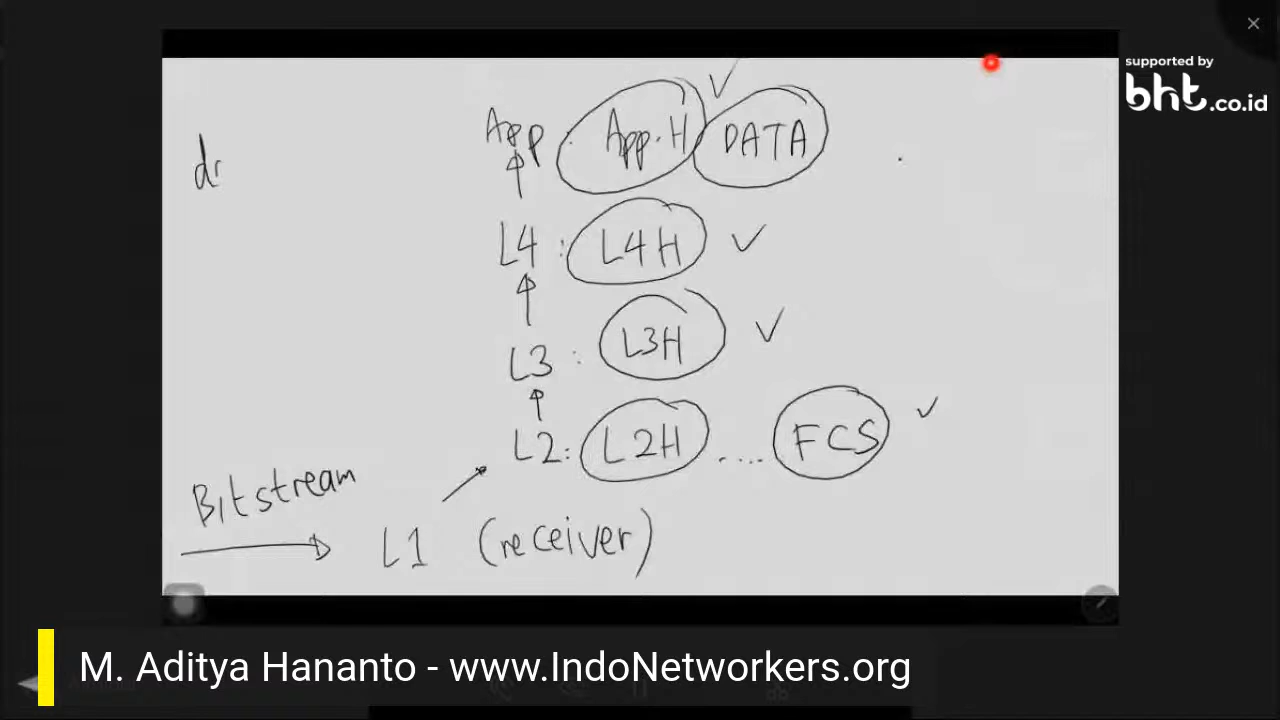 supported by
bht.co.id
App : App.H DATA
L4 : L4H
L3 : L3H
L2: L2H .... FCS
Bitstream
L1 (receiver)
M. Aditya Hananto - www.IndoNetworkers.org